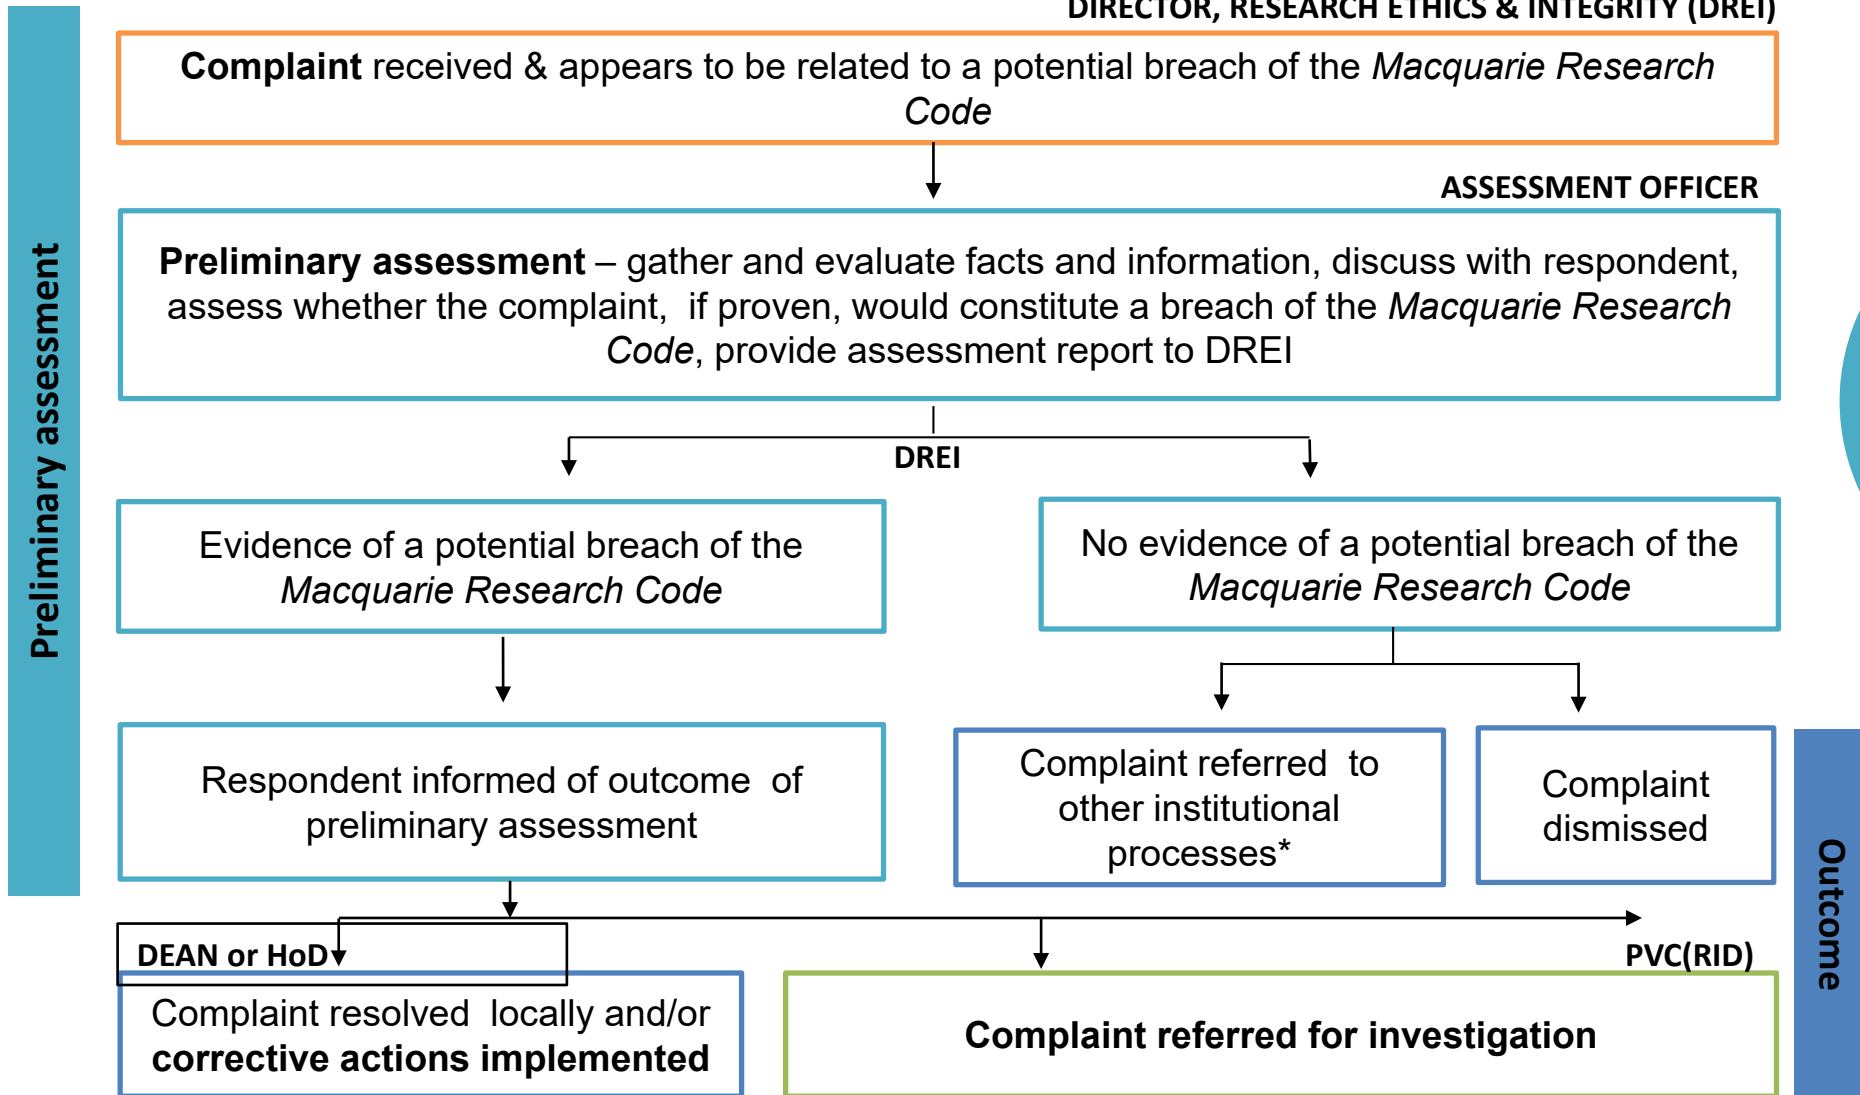 DIRECTOR, RESEARCH ETHICS & INTEGRITY (DREI)
Complaint received & appears to be related to a potential breach of the Macquarie Research
Code
ASSESSMENT OFFICER
Preliminary assessment – gather and evaluate facts and information, discuss with respondent,
assess whether the complaint, if proven, would constitute a breach of the Macquarie Research
Code, provide assessment report to DREI
Preliminary assessment
DREI
Evidence of a potential breach of the
Macquarie Research Code
No evidence of a potential breach of the
Macquarie Research Code
Respondent informed of outcome of
preliminary assessment
Complaint referred to
other institutional
processes*
Complaint
dismissed
Outcome
DEAN or HoD
PVC(RID)
Complaint resolved locally and/or
corrective actions implemented
Complaint referred for investigation